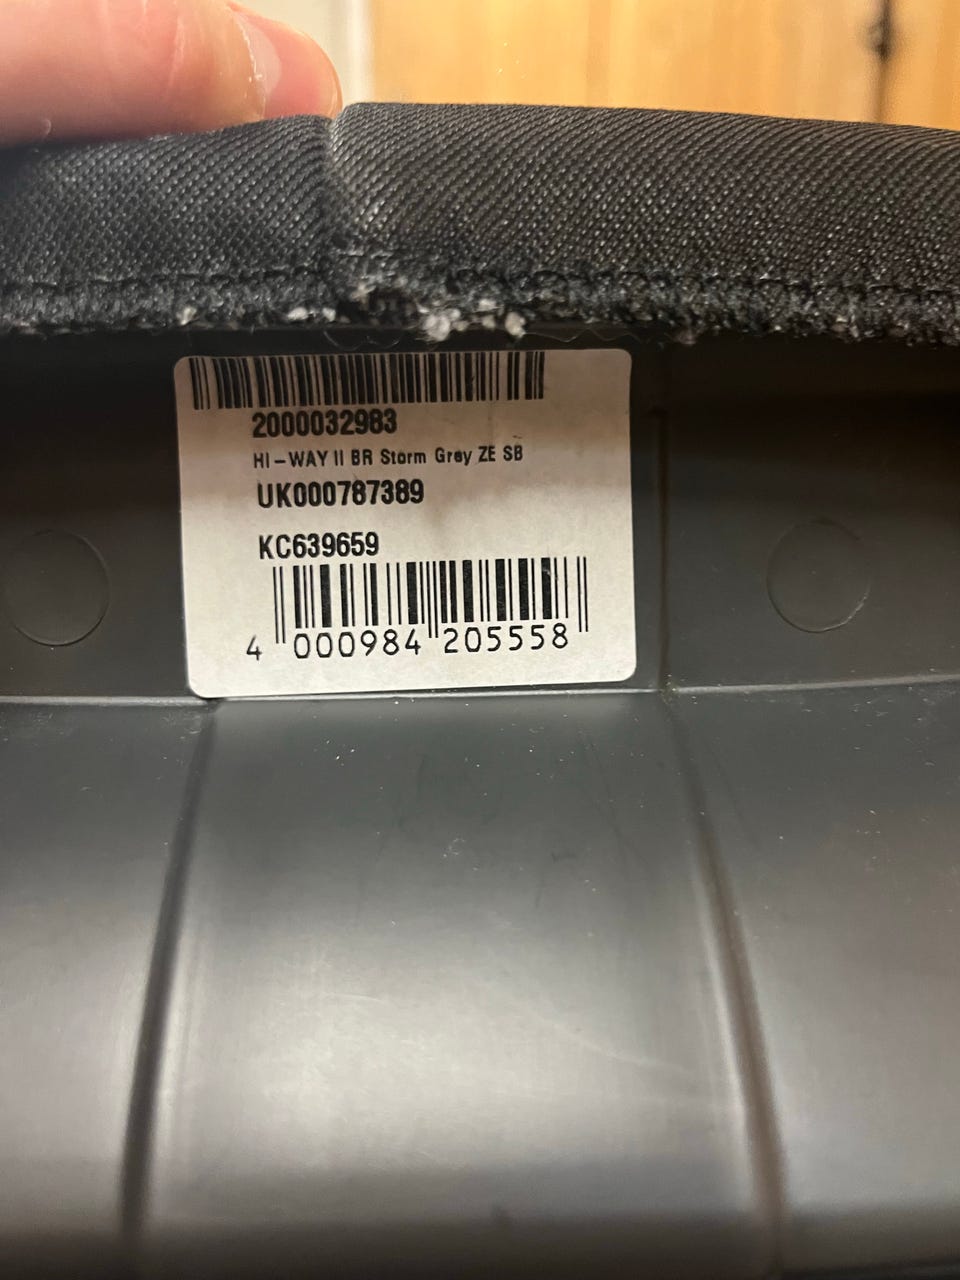 2000032983
HI-WAY II BR Storm Grey ZE SB
UK000787389
KC639659
4 000984 205558